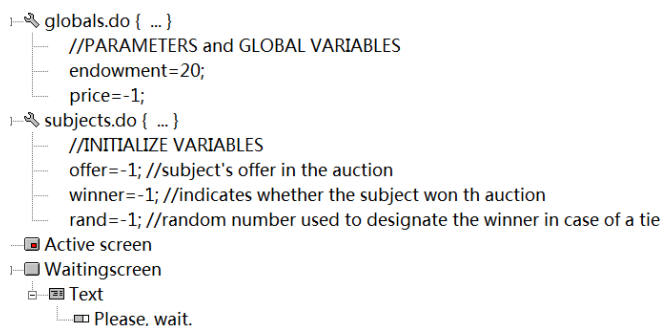 globals.do { ... }
//PARAMETERS and GLOBAL VARIABLES
endowment=20;
price=-1;
subjects.do { ... }
//INITIALIZE VARIABLES
offer=-1; //subject's offer in the auction
winner=-1; //indicates whether the subject won th auction
rand=-1; //random number used to designate the winner in case of a tie
Active screen
Waitingscreen
Text
Please, wait.